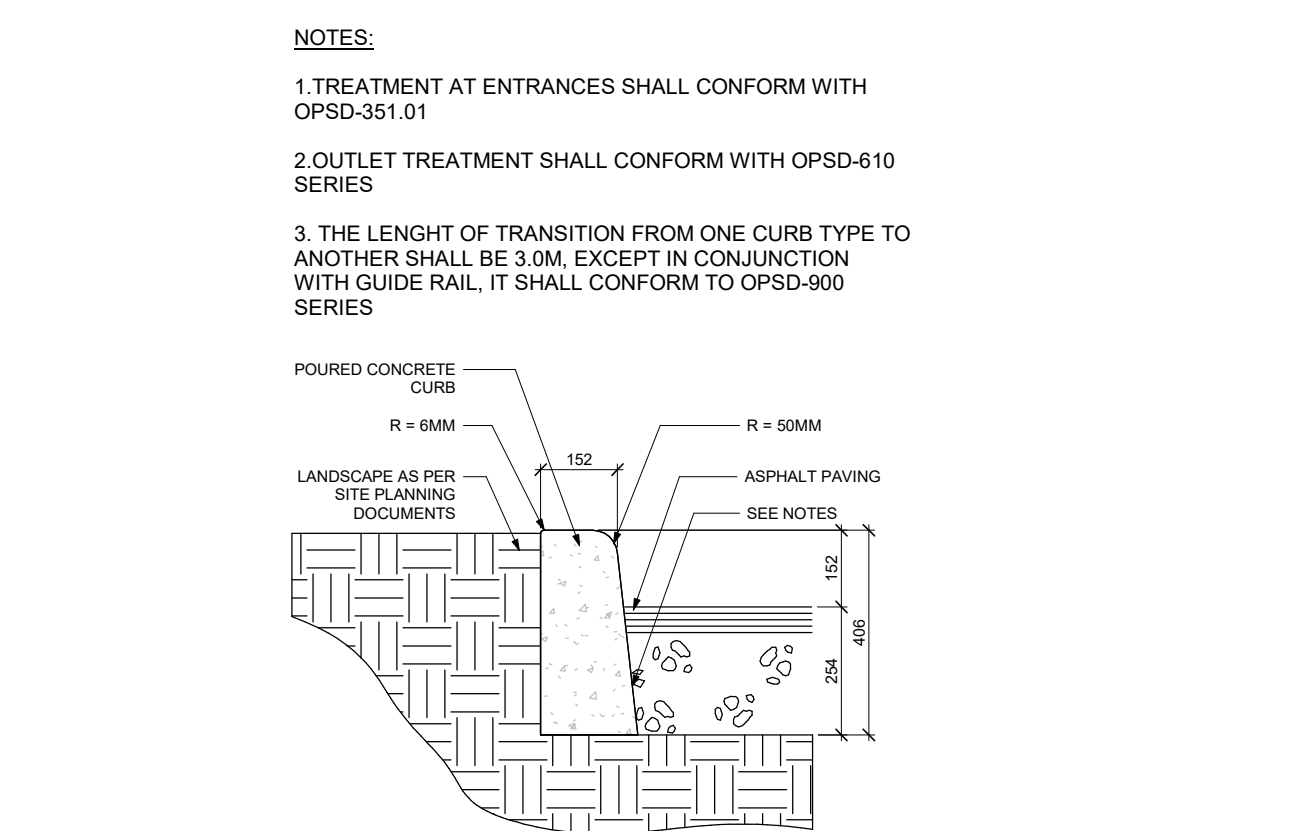 NOTES:
1.TREATMENT AT ENTRANCES SHALL CONFORM WITH
OPSD-351.01
2.OUTLET TREATMENT SHALL CONFORM WITH OPSD-610
SERIES
3. THE LENGHT OF TRANSITION FROM ONE CURB TYPE TO
ANOTHER SHALL BE 3.0M, EXCEPT IN CONJUNCTION
WITH GUIDE RAIL, IT SHALL CONFORM TO OPSD-900
SERIES
POURED CONCRETE
CURB
R = 6MM
R = 50MM
152
LANDSCAPE AS PER
SITE PLANNING
DOCUMENTS
ASPHALT PAVING
SEE NOTES
152
406
254